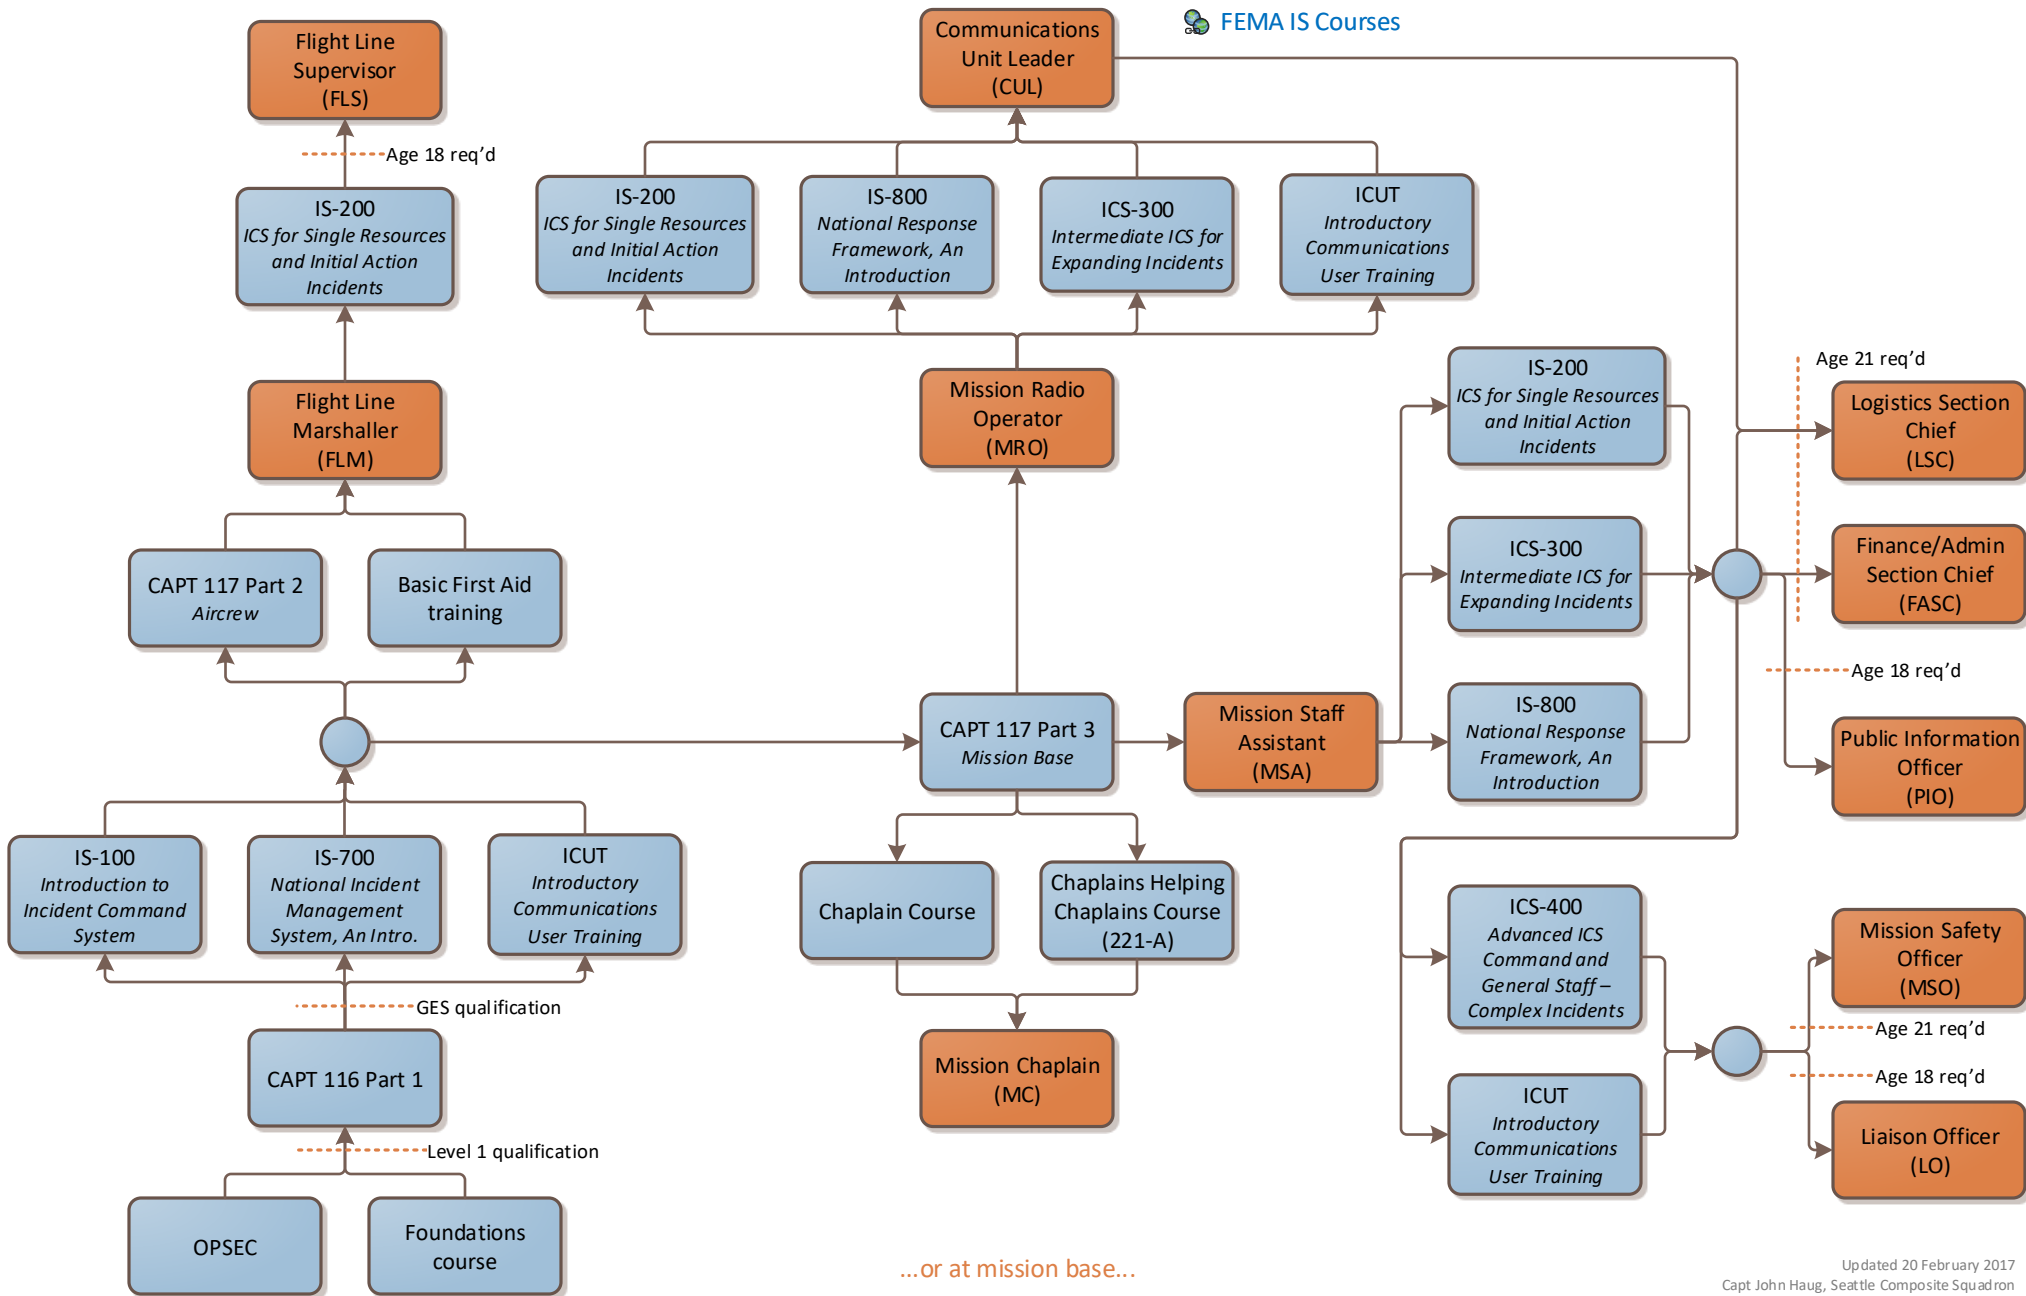 FEMA IS Courses
Flight Line
Supervisor
(FLS)
Age 18 req’d
IS-200
ICS for Single Resources
and Initial Action
Incidents
Flight Line
Marshaller
(FLM)
CAPT 117 Part 2
Aircrew
Basic First Aid
training
IS-100
Introduction to
Incident Command
System
IS-700
National Incident
Management
System, An Intro.
ICUT
Introductory
Communications
User Training
GES qualification
CAPT 116 Part 1
Level 1 qualification
OPSEC
Foundations
course
Communications
Unit Leader
(CUL)
IS-200
ICS for Single Resources
and Initial Action
Incidents
IS-800
National Response
Framework, An
Introduction
ICS-300
Intermediate ICS for
Expanding Incidents
ICUT
Introductory
Communications
User Training
Mission Radio
Operator
(MRO)
CAPT 117 Part 3
Mission Base
Chaplain Course
Chaplains Helping
Chaplains Course
(221-A)
Mission Chaplain
(MC)
Mission Staff
Assistant
(MSA)
IS-200
ICS for Single Resources
and Initial Action
Incidents
ICS-300
Intermediate ICS for
Expanding Incidents
IS-800
National Response
Framework, An
Introduction
Age 21 req’d
Logistics Section
Chief
(LSC)
Finance/Admin
Section Chief
(FASC)
Age 18 req’d
Public Information
Officer
(PIO)
ICS-400
Advanced ICS
Command and
General Staff –
Complex Incidents
ICUT
Introductory
Communications
User Training
Mission Safety
Officer
(MSO)
Age 21 req’d
Age 18 req’d
Liaison Officer
(LO)
...or at mission base...
Updated 20 February 2017
Capt John Haug, Seattle Composite Squadron